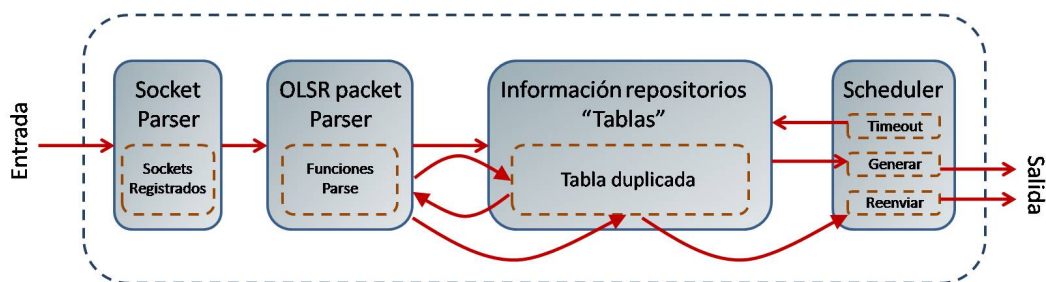 Entrada
Socket
Parser
Sockets
Registrados
OLSR packet
Parser
Funciones
Parse
Información repositorios
“Tablas”
Tabla duplicada
Scheduler
Timeout
Generar
Reenviar
Salida